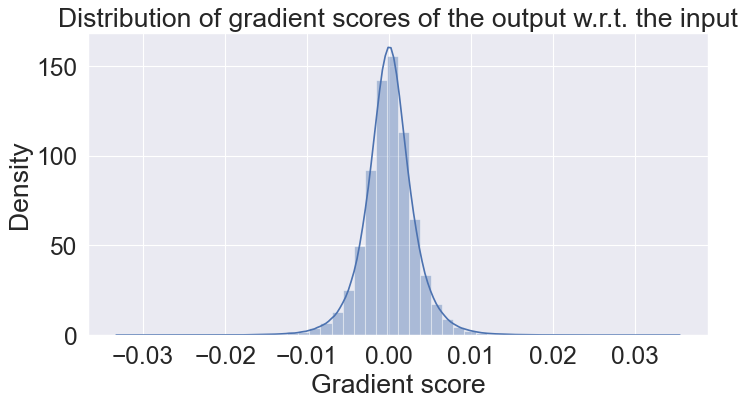 Distribution of gradient scores of the output w.r.t. the input
150
100
50
0
Density
−0.03 −0.02 −0.01 0.00 0.01 0.02 0.03
Gradient score